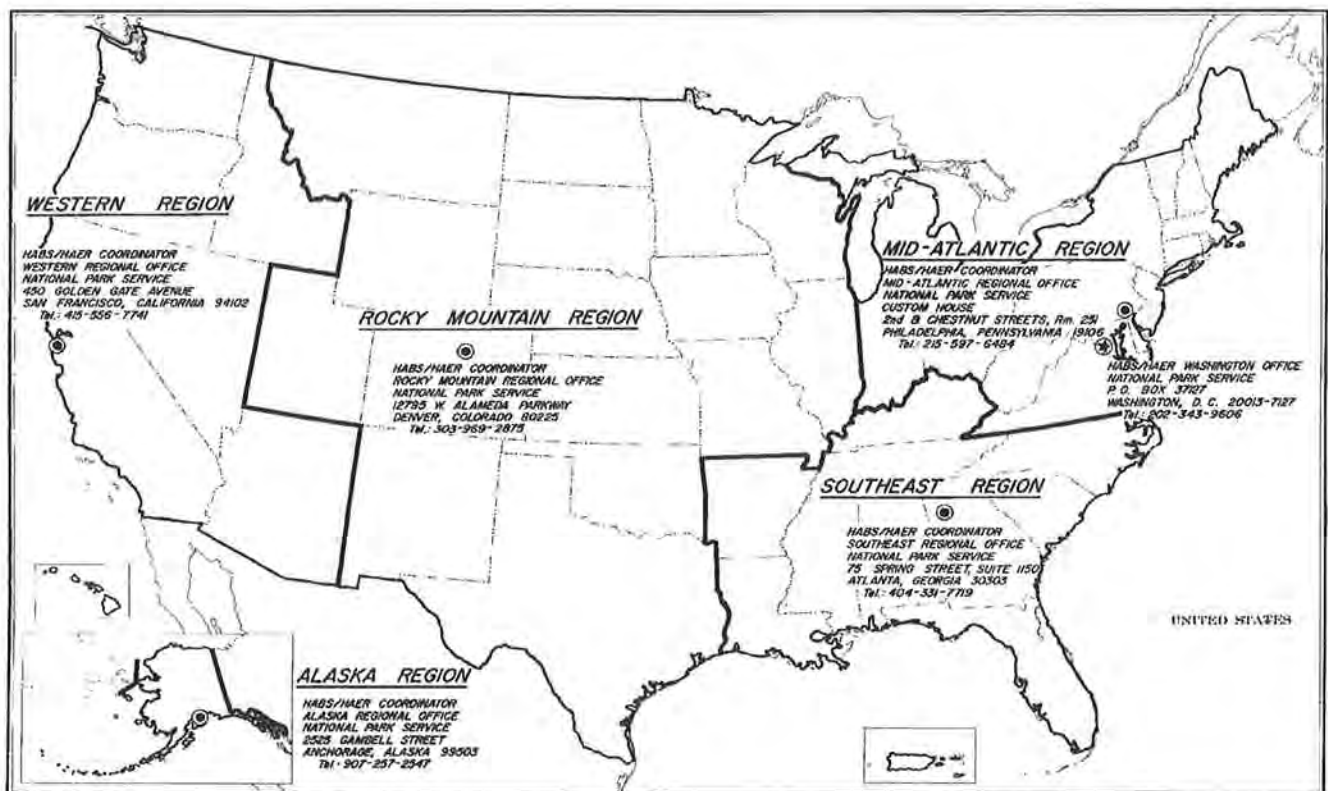 WESTERN REGION
HABS/HAER COORDINATOR
WESTERN REGIONAL OFFICE
NATIONAL PARK SERVICE
450 GOLDEN GATE AVENUE
SAN FRANCISCO, CALIFORNIA 94102
Tel.: 415-556-7741
ROCKY MOUNTAIN REGION
HABS/HAER COORDINATOR
ROCKY MOUNTAIN REGIONAL OFFICE
NATIONAL PARK SERVICE
12795 W. ALAMEDA PARKWAY
DENVER, COLORADO 80225
Tel.: 303-969-2875
MID-ATLANTIC REGION
HABS/HAER COORDINATOR
MID-ATLANTIC REGIONAL OFFICE
NATIONAL PARK SERVICE
CUSTOM HOUSE
2nd & CHESTNUT STREETS, Rm. 251
PHILADELPHIA, PENNSYLVANIA 19106
Tel.: 215-597-6484
HABS/HAER WASHINGTON OFFICE
NATIONAL PARK SERVICE
P.O. BOX 37127
WASHINGTON, D.C. 20013-7127
Tel.: 202-343-9606
SOUTHEAST REGION
HABS/HAER COORDINATOR
SOUTHEAST REGIONAL OFFICE
NATIONAL PARK SERVICE
75 SPRING STREET, SUITE 1150
ATLANTA, GEORGIA 30303
Tel.: 404-331-7719
UNITED STATES
ALASKA REGION
HABS/HAER COORDINATOR
ALASKA REGIONAL OFFICE
NATIONAL PARK SERVICE
2525 GAMBELL STREET
ANCHORAGE, ALASKA 99503
Tel.: 907-257-2547